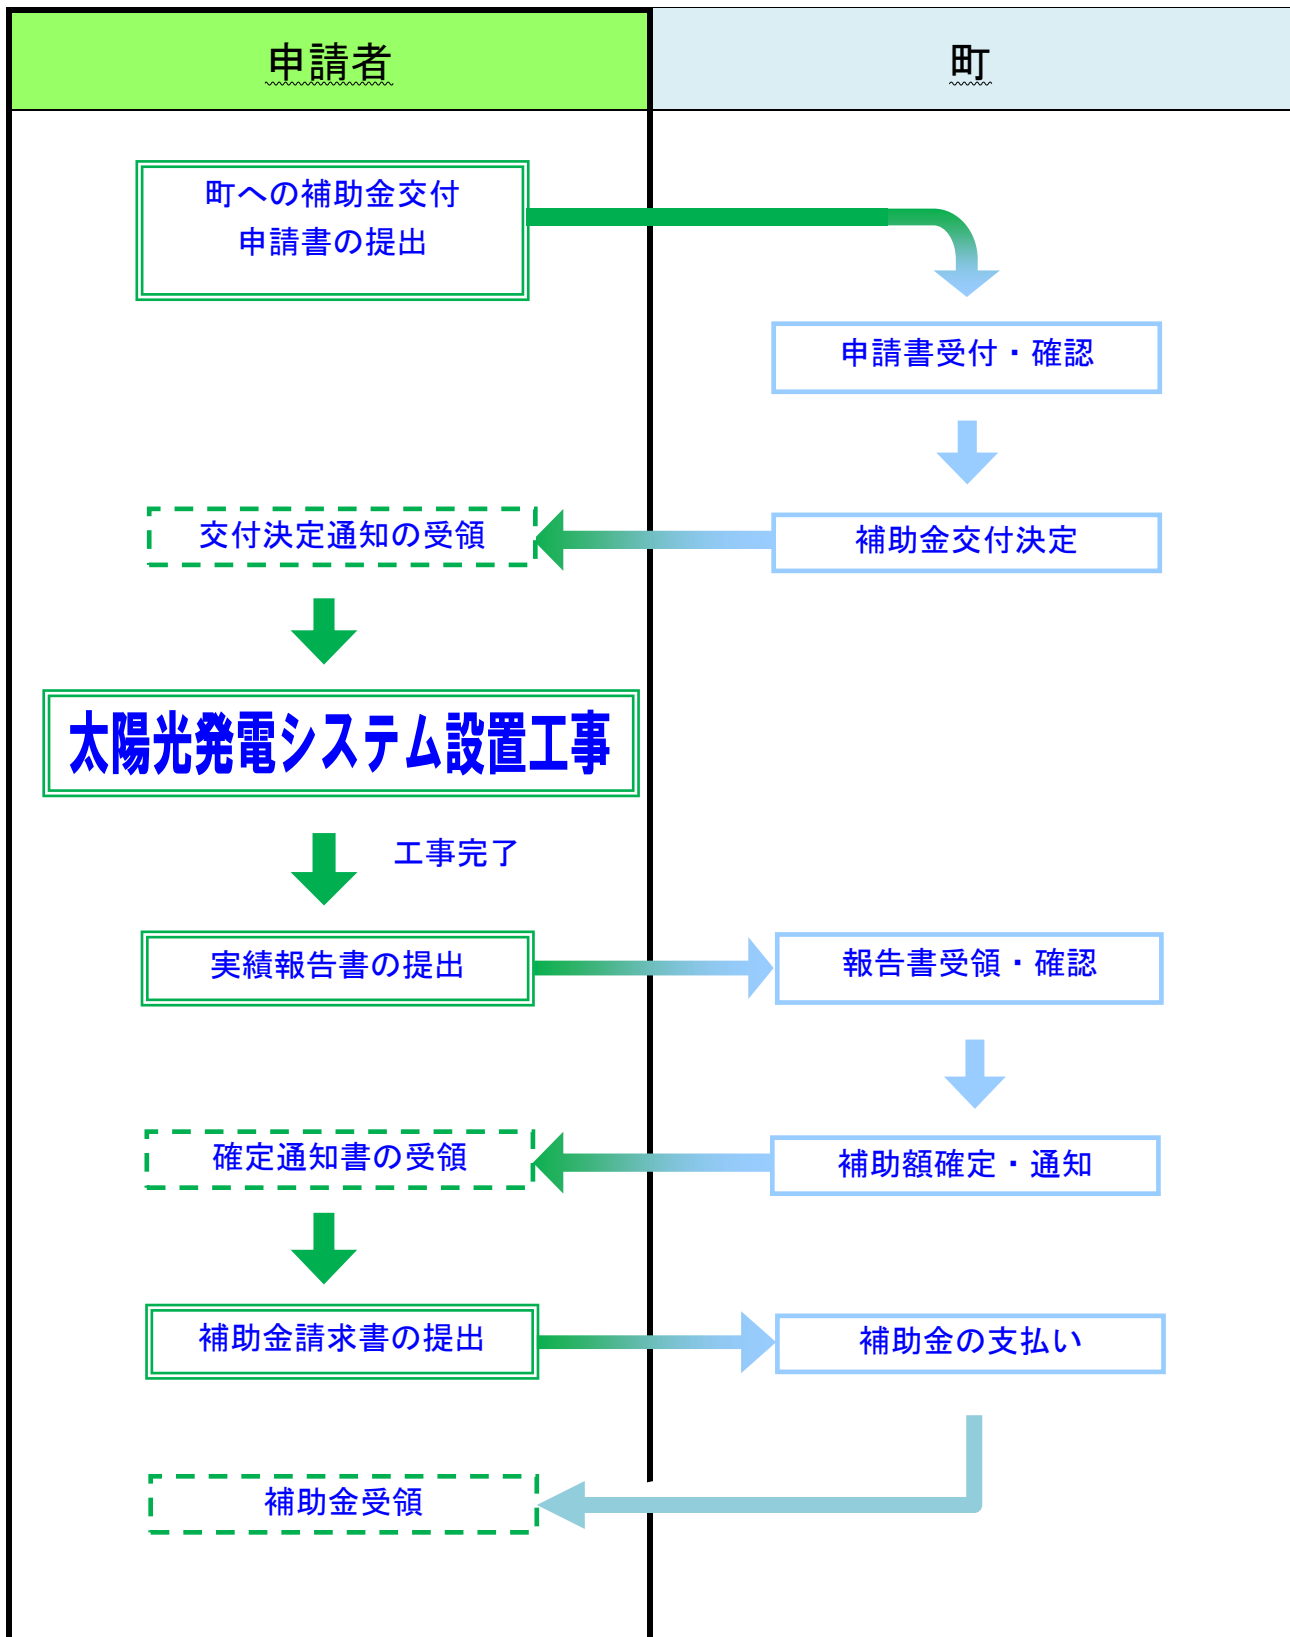 申請者
町
町への補助金交付
申請書の提出
申請書受付・確認
交付決定通知の受領
補助金交付決定
太陽光発電システム設置工事
工事完了
実績報告書の提出
報告書受領・確認
確定通知書の受領
補助額確定・通知
補助金請求書の提出
補助金の支払い
補助金受領